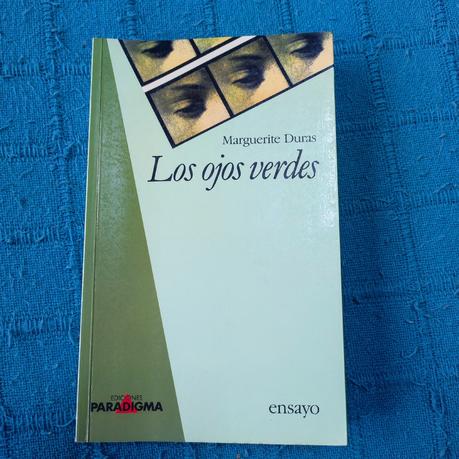 Marguerite Duras
Los ojos verdes
EDICIONES
PARADIGMA
ensayo